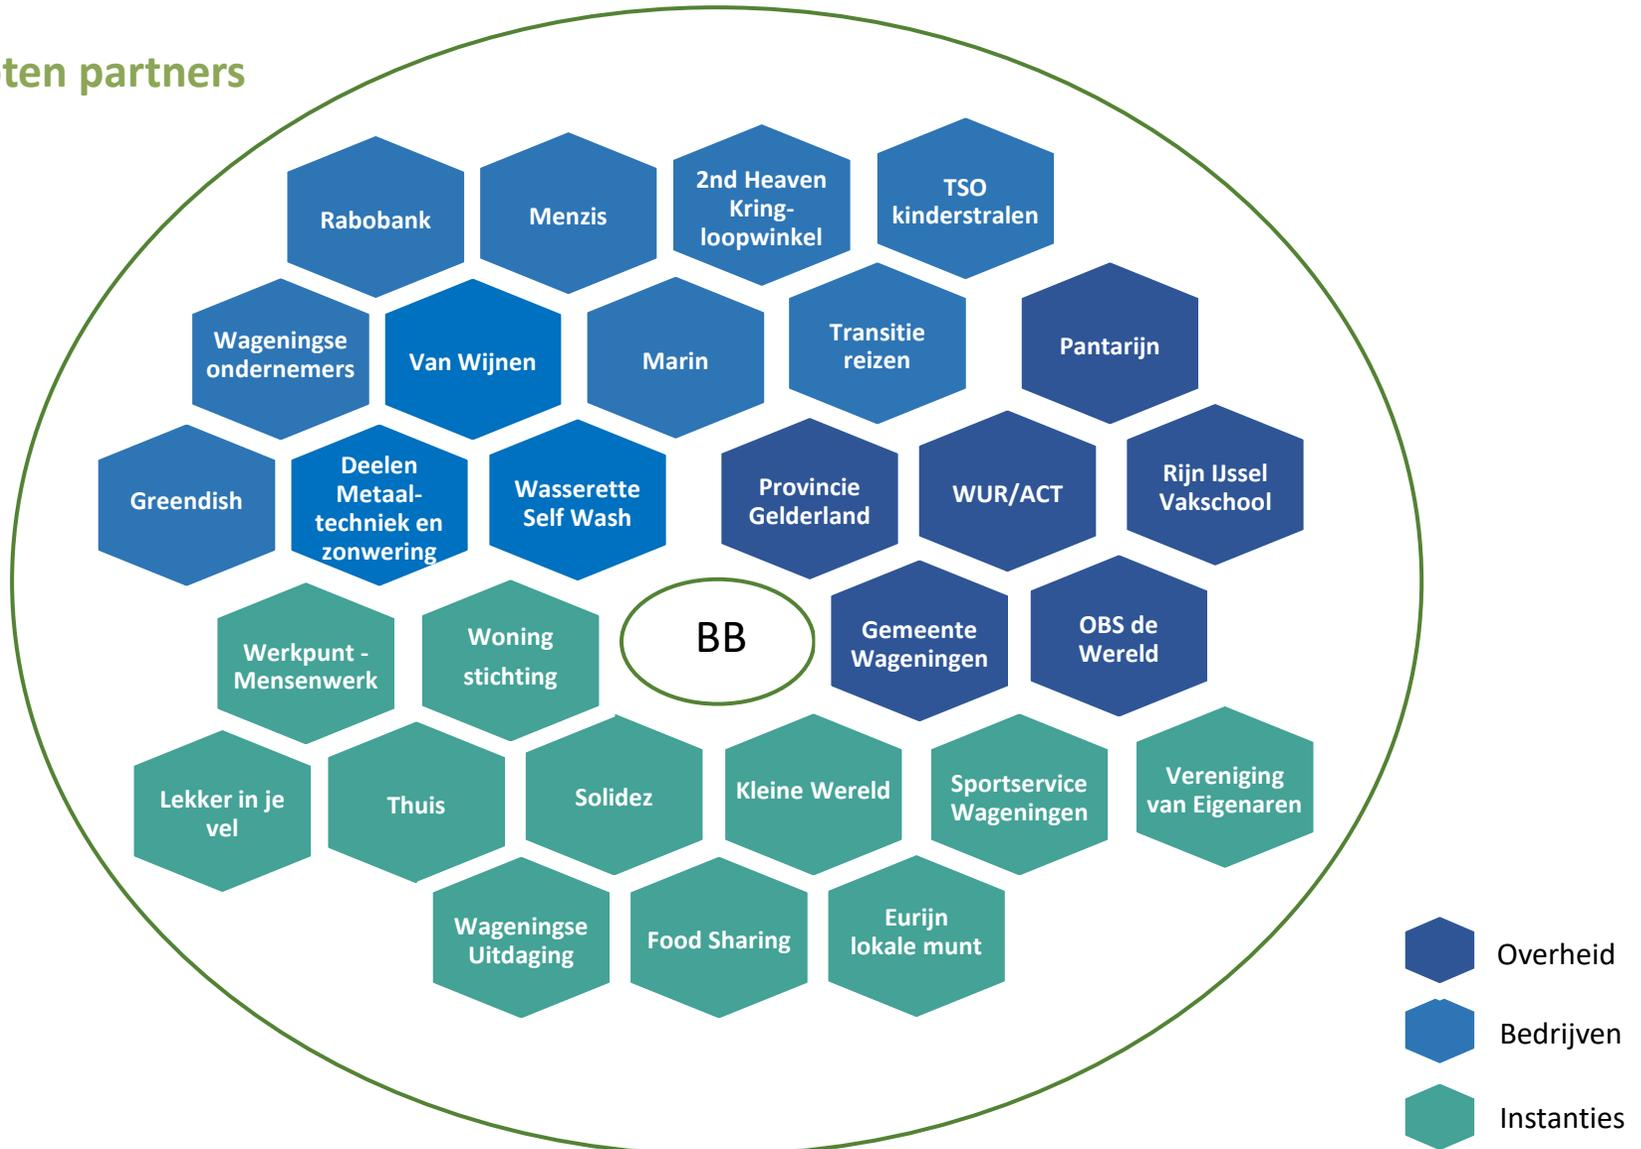 ten partners
Rabobank
Menzis
2nd Heaven
Kring-
loopwinkel
TSO
kinderstralen
Wageningse
ondernemers
Van Wijnen
Marin
Transitie
reizen
Pantarijn
Greendish
Deelen
Metaal-
techniek en
zonwering
Wasserette
Self Wash
Provincie
Gelderland
WUR/ACT
Rijn IJssel
Vakschool
Werkpunt -
Mensenwerk
Woning
stichting
BB
Gemeente
Wageningen
OBS de
Wereld
Lekker in je
vel
Thuis
Solidez
Kleine Wereld
Sportservice
Wageningen
Vereniging
van Eigenaren
Wageningse
Uitdaging
Food Sharing
Eurijn
lokale munt
Overheid
Bedrijven
Instanties